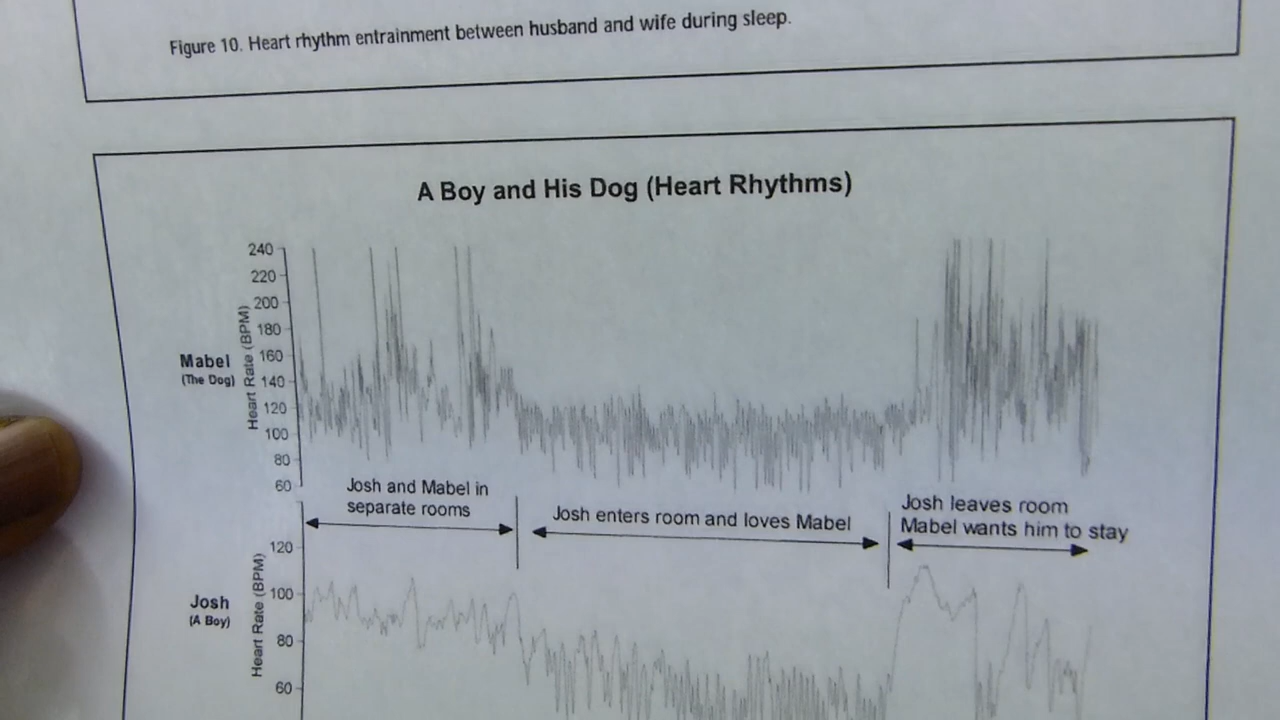 Figure 10. Heart rhythm entrainment between husband and wife during sleep.
A Boy and His Dog (Heart Rhythms)
240
220
200
180
160
140
120
100
80
60
Heart Rate (BPM)
Mabel
(The Dog)
Josh and Mabel in
separate rooms
Josh enters room and loves Mabel
Josh leaves room
Mabel wants him to stay
120
100
80
60
Heart Rate (BPM)
Josh
(A Boy)